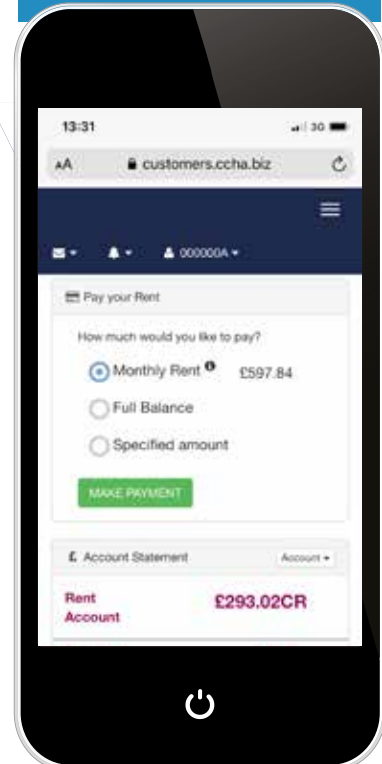 13:31 3G
AA customers.ccha.biz
000000A
Pay your Rent
How much would you like to pay?
Monthly Rent £597.84
Full Balance
Specified amount
MAKE PAYMENT
£ Account Statement Account
Rent £293.02CR
Account